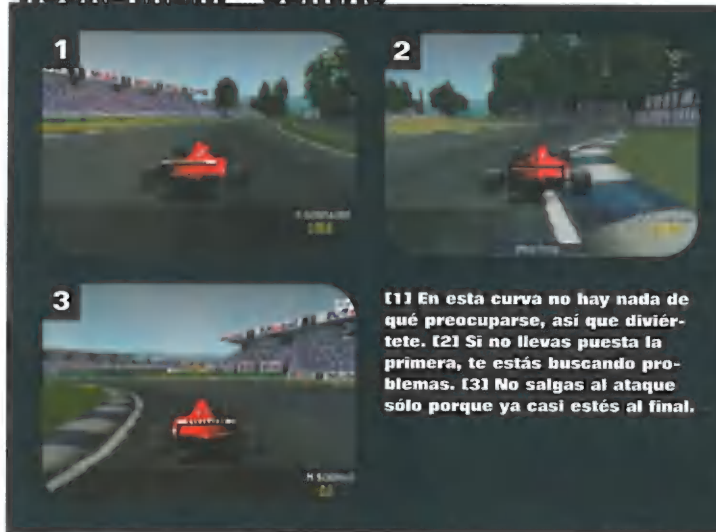 1
2
3
[1] En esta curva no hay nada de
qué preocuparse, así que diviér-
tete. [2] Si no llevas puesta la
primera, te estás buscando pro-
blemas. [3] No salgas al ataque
sólo porque ya casi estés al final.